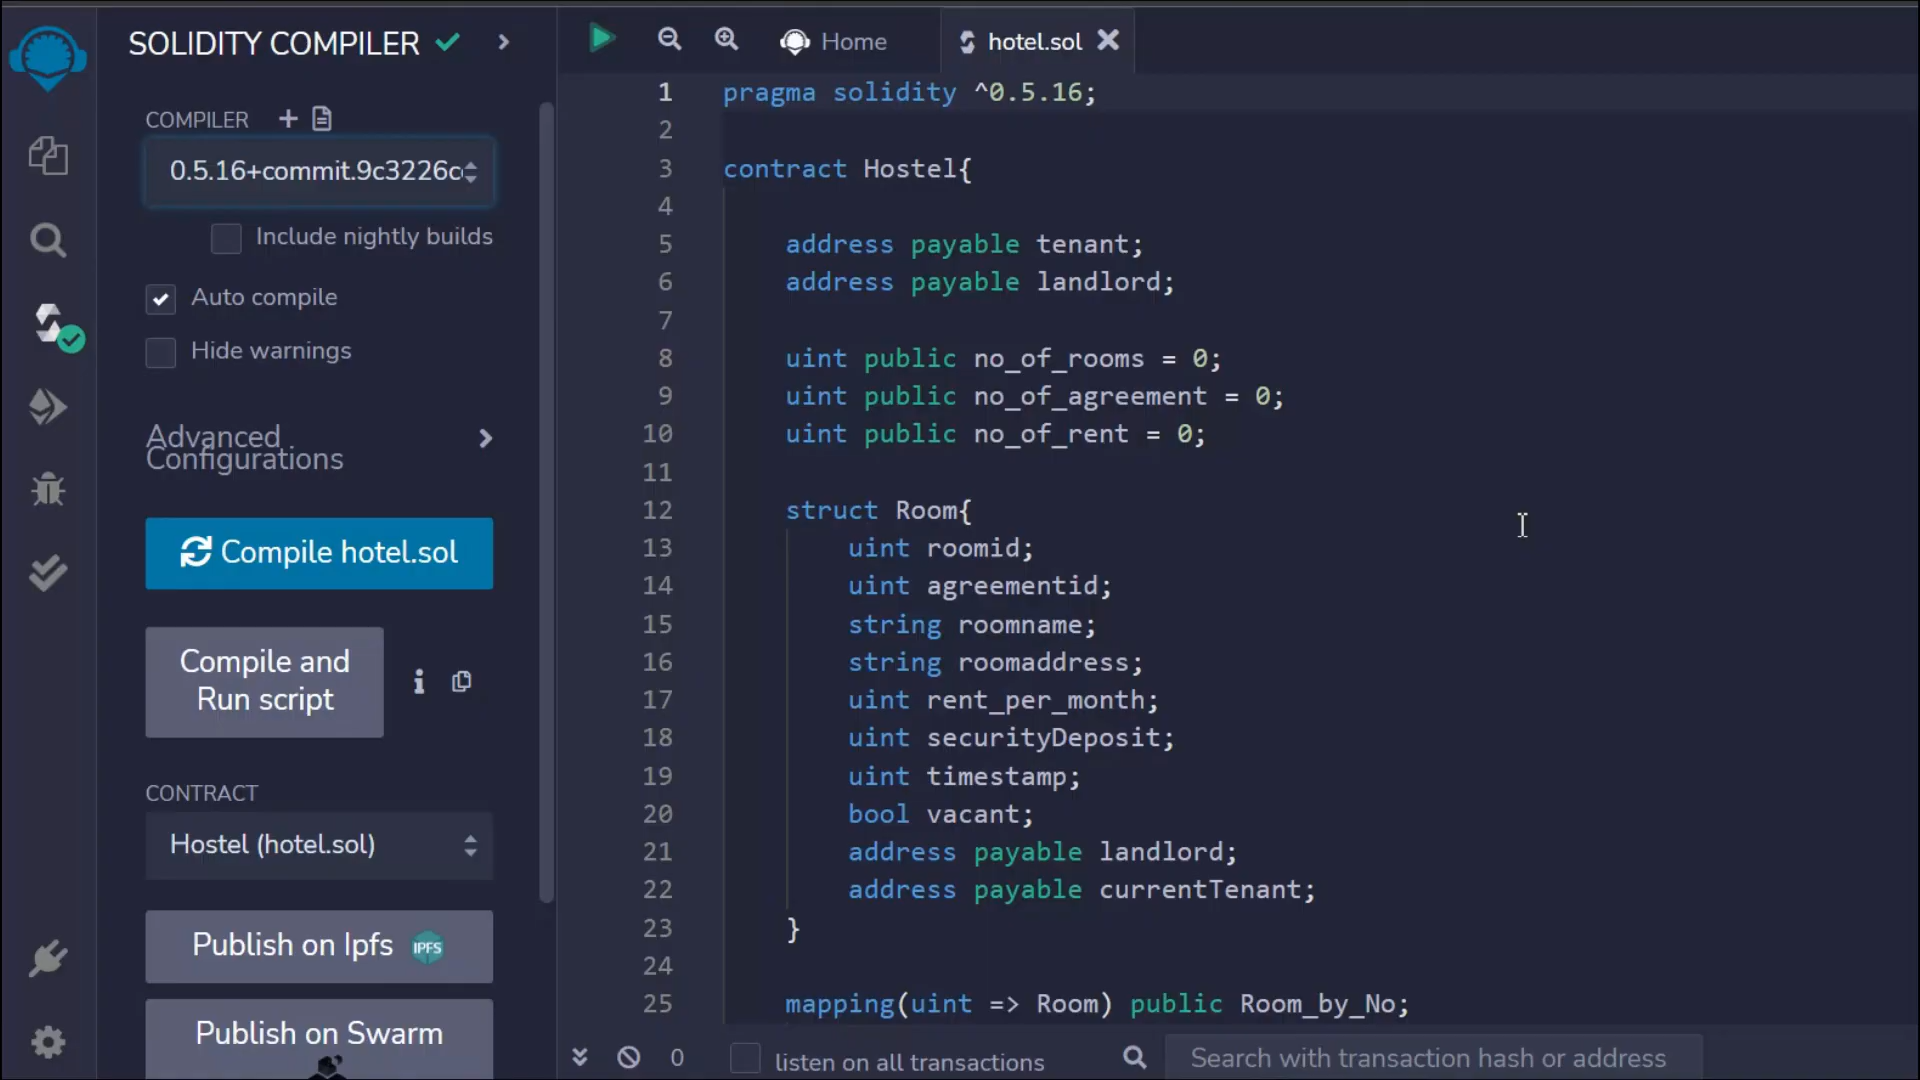 SOLIDITY COMPILER
COMPILER
0.5.16+commit.9c3226c
Include nightly builds
Auto compile
Hide warnings
Advanced
Configurations
Compile hotel.sol
Compile and
Run script
CONTRACT
Hostel (hotel.sol)
Publish on Ipfs IPFS
Publish on Swarm
Home
hotel.sol
1 pragma solidity ^0.5.16;
2
3 contract Hostel{
4
5 address payable tenant;
6 address payable landlord;
7
8 uint public no_of_rooms = 0;
9 uint public no_of_agreement = 0;
10 uint public no_of_rent = 0;
11
12 struct Room{
13 uint roomid;
14 uint agreementid;
15 string roomname;
16 string roomaddress;
17 uint rent_per_month;
18 uint securityDeposit;
19 uint timestamp;
20 bool vacant;
21 address payable landlord;
22 address payable currentTenant;
23 }
24
25 mapping(uint => Room) public Room_by_No;
0 listen on all transactions Search with transaction hash or address